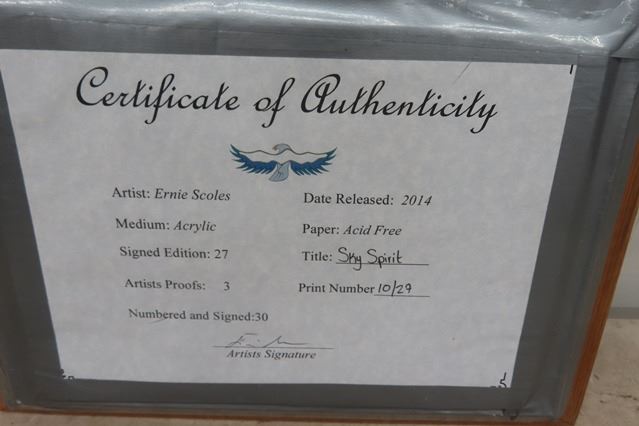 Certificate of Authenticity
Artist: Ernie Scoles
Date Released: 2014
Medium: Acrylic
Paper: Acid Free
Signed Edition: 27
Title: Sky Spirit
Artists Proofs: 3
Print Number 10/29
Numbered and Signed:30
Artists Signature